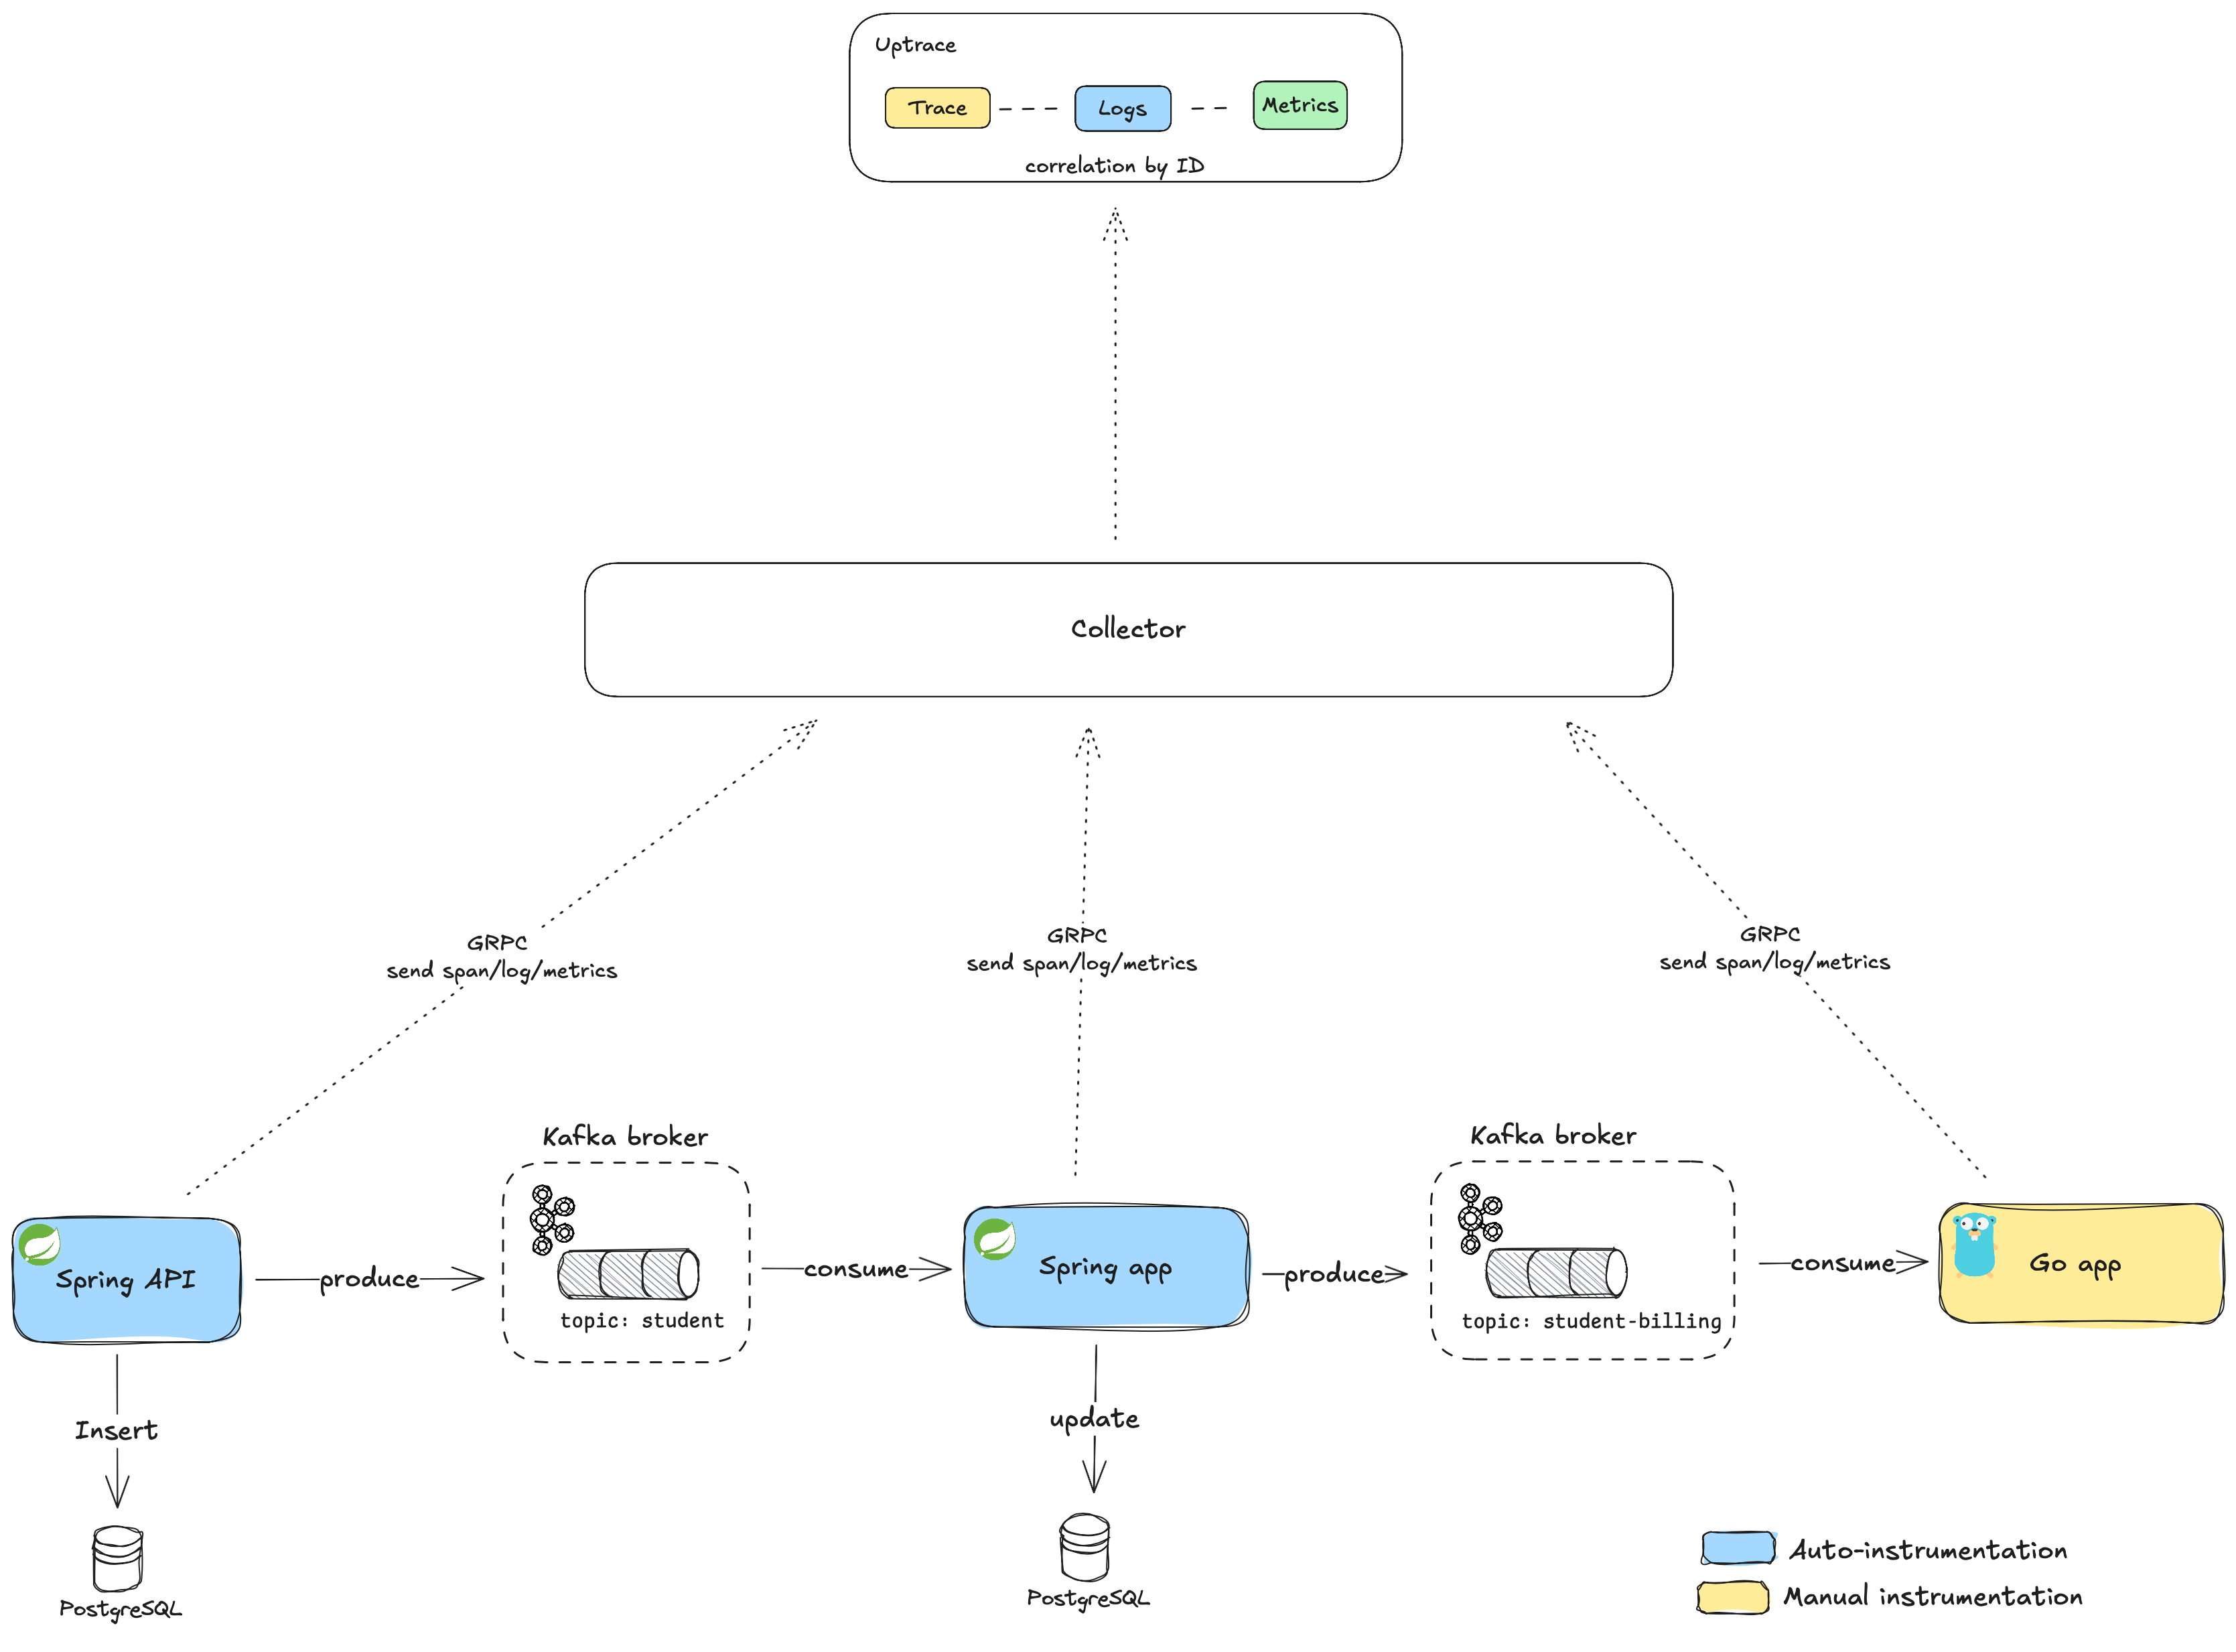 Uptrace
Trace
Logs
Metrics
correlation by ID
Collector
GRPC
send span/log/metrics
GRPC
send span/log/metrics
GRPC
send span/log/metrics
Kafka broker
Kafka broker
Spring API
produce
topic: student
consume
Spring app
produce
topic: student-billing
consume
Go app
Insert
update
PostgreSQL
PostgreSQL
Auto-instrumentation
Manual instrumentation